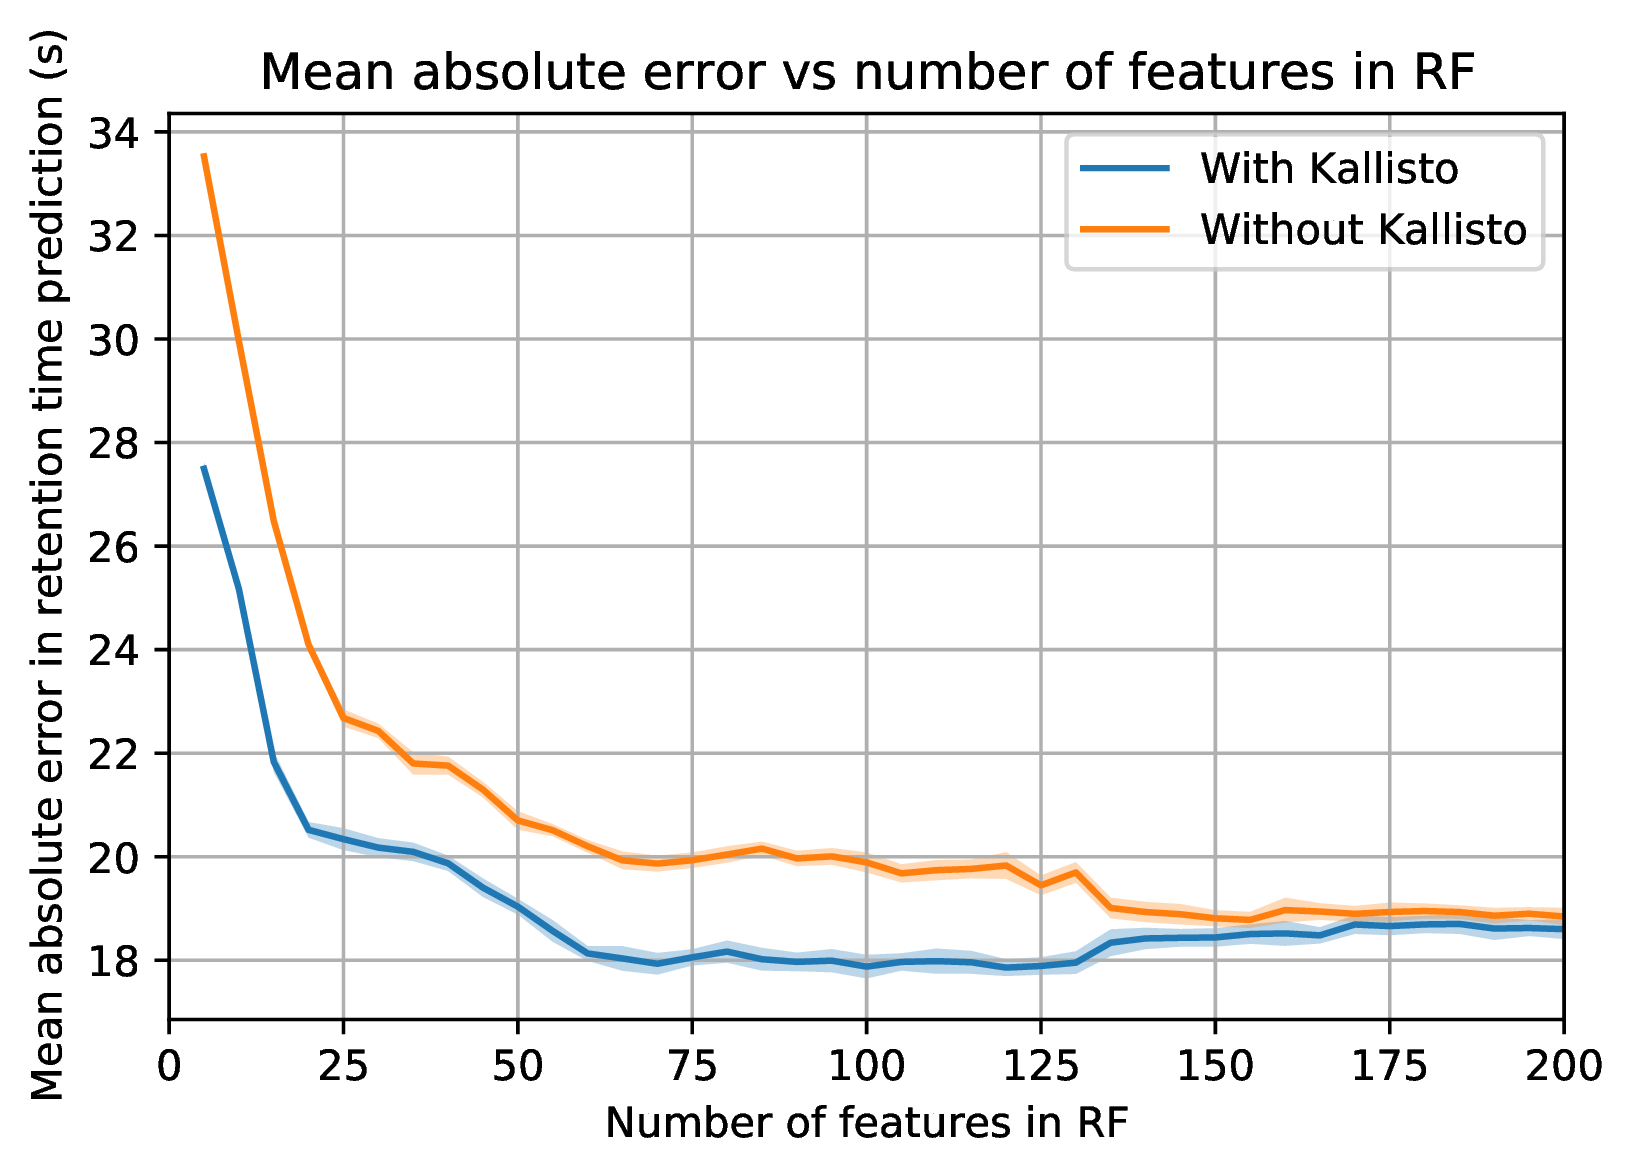 Mean absolute error vs number of features in RF
Mean absolute error in retention time prediction (s)
34
32
30
28
26
24
22
20
18
With Kallisto
Without Kallisto
0 25 50 75 100 125 150 175 200
Number of features in RF